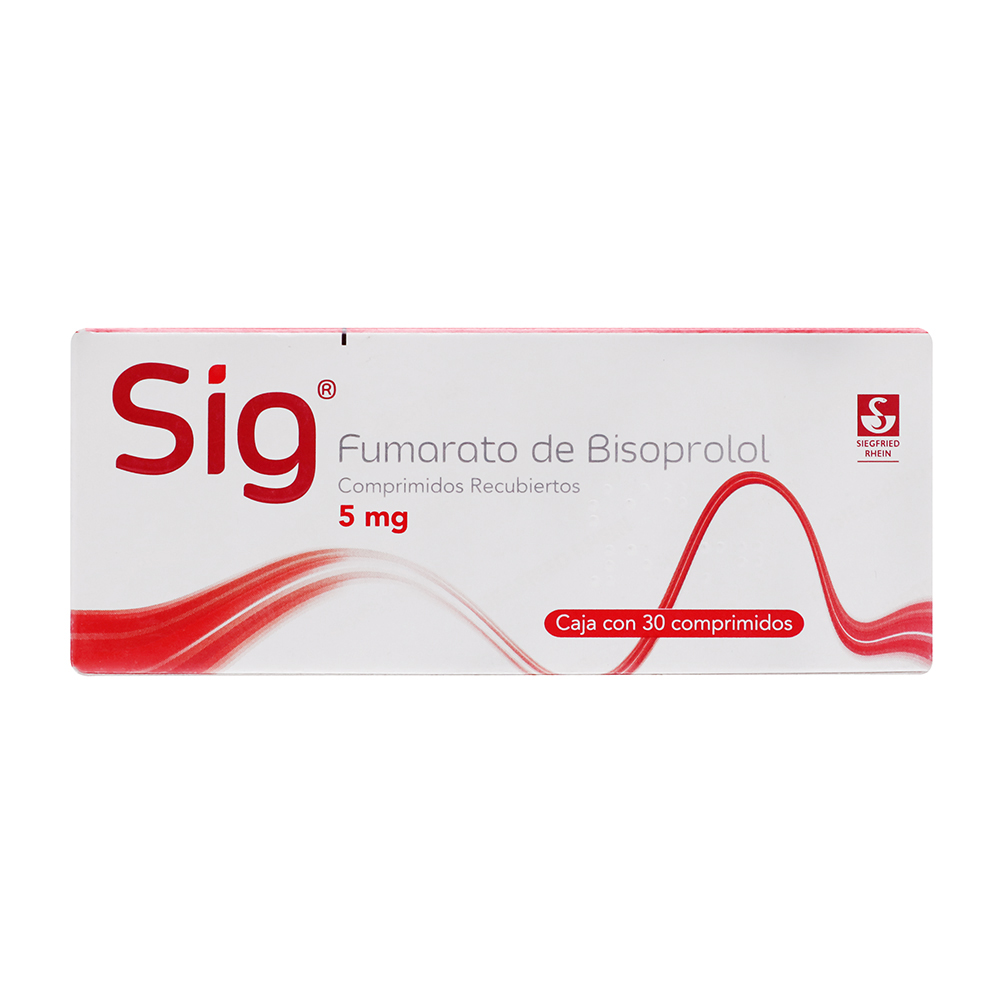 Sig®
Fumarato de Bisoprolol
Comprimidos Recubiertos
5 mg
SIEGFRIED
RHEIN
Caja con 30 comprimidos